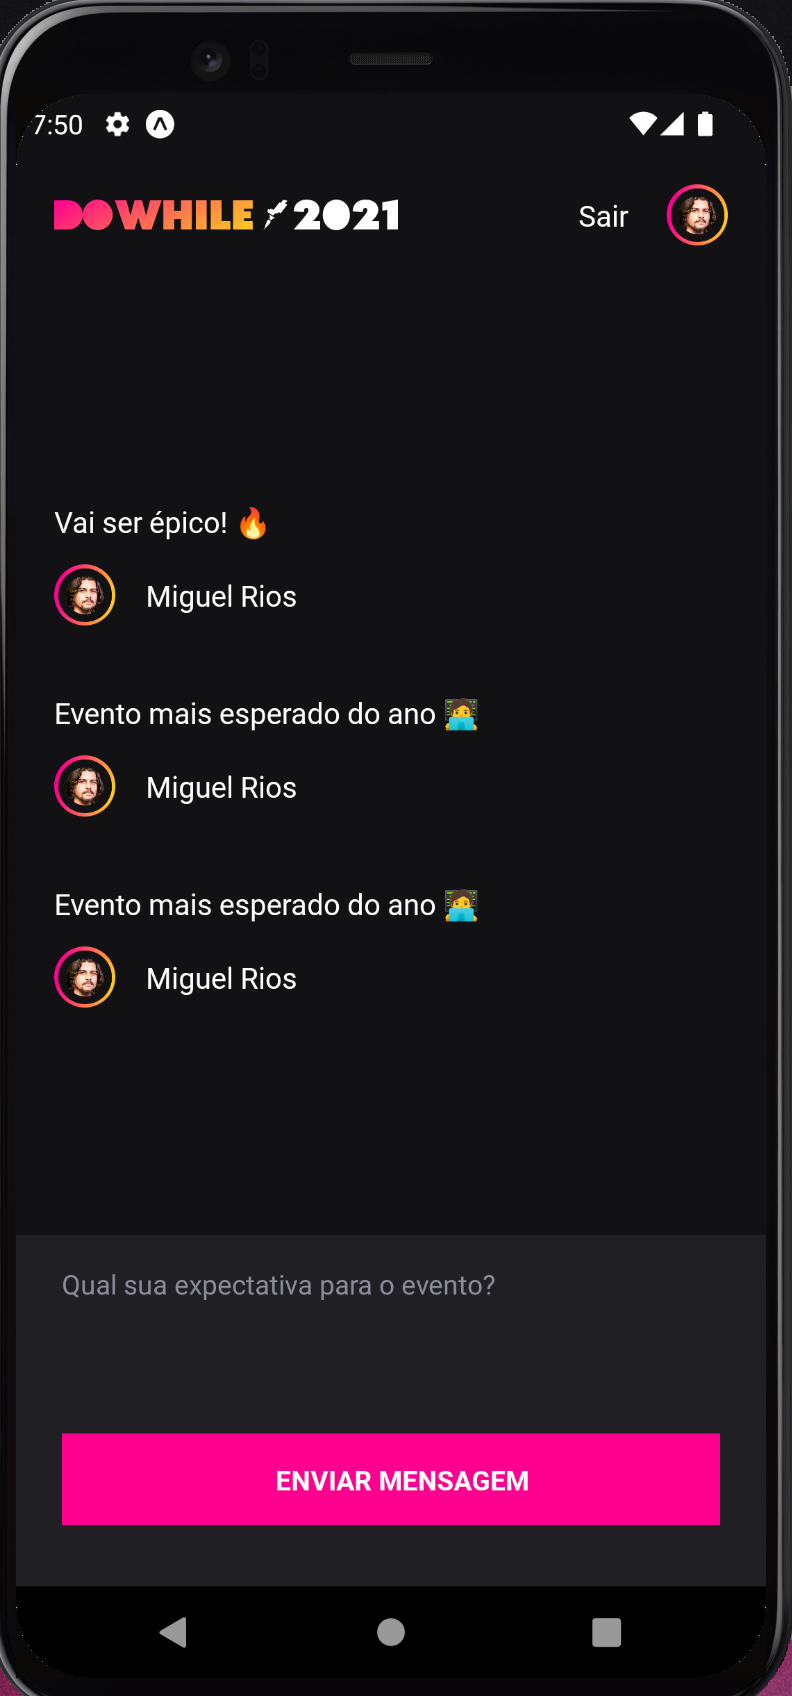 7:50
DOWHILE 2021
Sair
Vai ser épico! 🔥
Miguel Rios
Evento mais esperado do ano 🧑‍💻
Miguel Rios
Evento mais esperado do ano 🧑‍💻
Miguel Rios
Qual sua expectativa para o evento?
ENVIAR MENSAGEM